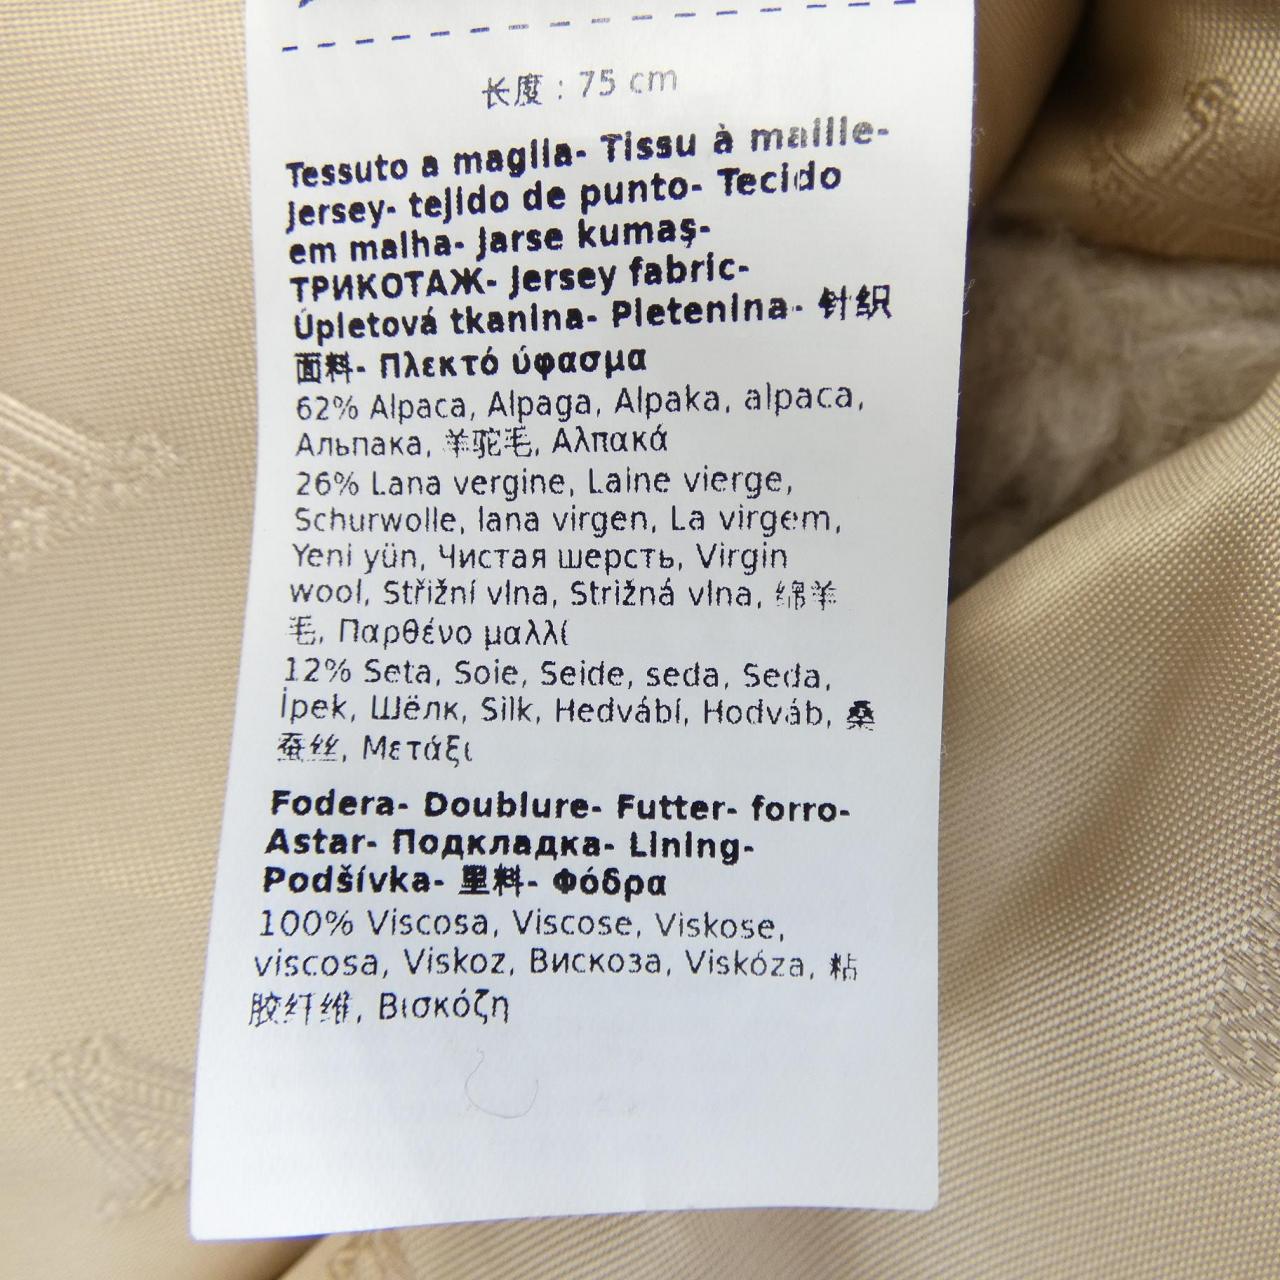 长度 : 75 cm
Tessuto a maglia- Tissu à maille-
Jersey- tejido de punto- Tecido
em malha- Jarse kumaş-
ТРИКОТАЖ- Jersey fabric-
Úpletová tkanina- Pletenina- 针织
面料- Πλεκτό ύφασμα
62% Alpaca, Alpaga, Alpaka, alpaca,
Альпака, 羊驼毛, Αλπακά
26% Lana vergine, Laine vierge,
Schurwolle, lana virgen, La virgem,
Yeni yün, Чистая шерсть, Virgin
wool, Střižní vlna, Strižná vlna, 绵羊
毛, Παρθένο μαλλί
12% Seta, Soie, Seide, seda, Seda,
İpek, Шёлк, Silk, Hedvábí, Hodváb, 桑
蚕丝, Μετάξι
Fodera- Doublure- Futter- forro-
Astar- Подкладка- Lining-
Podšívka- 里料- Φόδρα
100% Viscosa, Viscose, Viskose,
viscosa, Viskoz, Вискоза, Viskóza, 粘
胶纤维, Βισκόζη